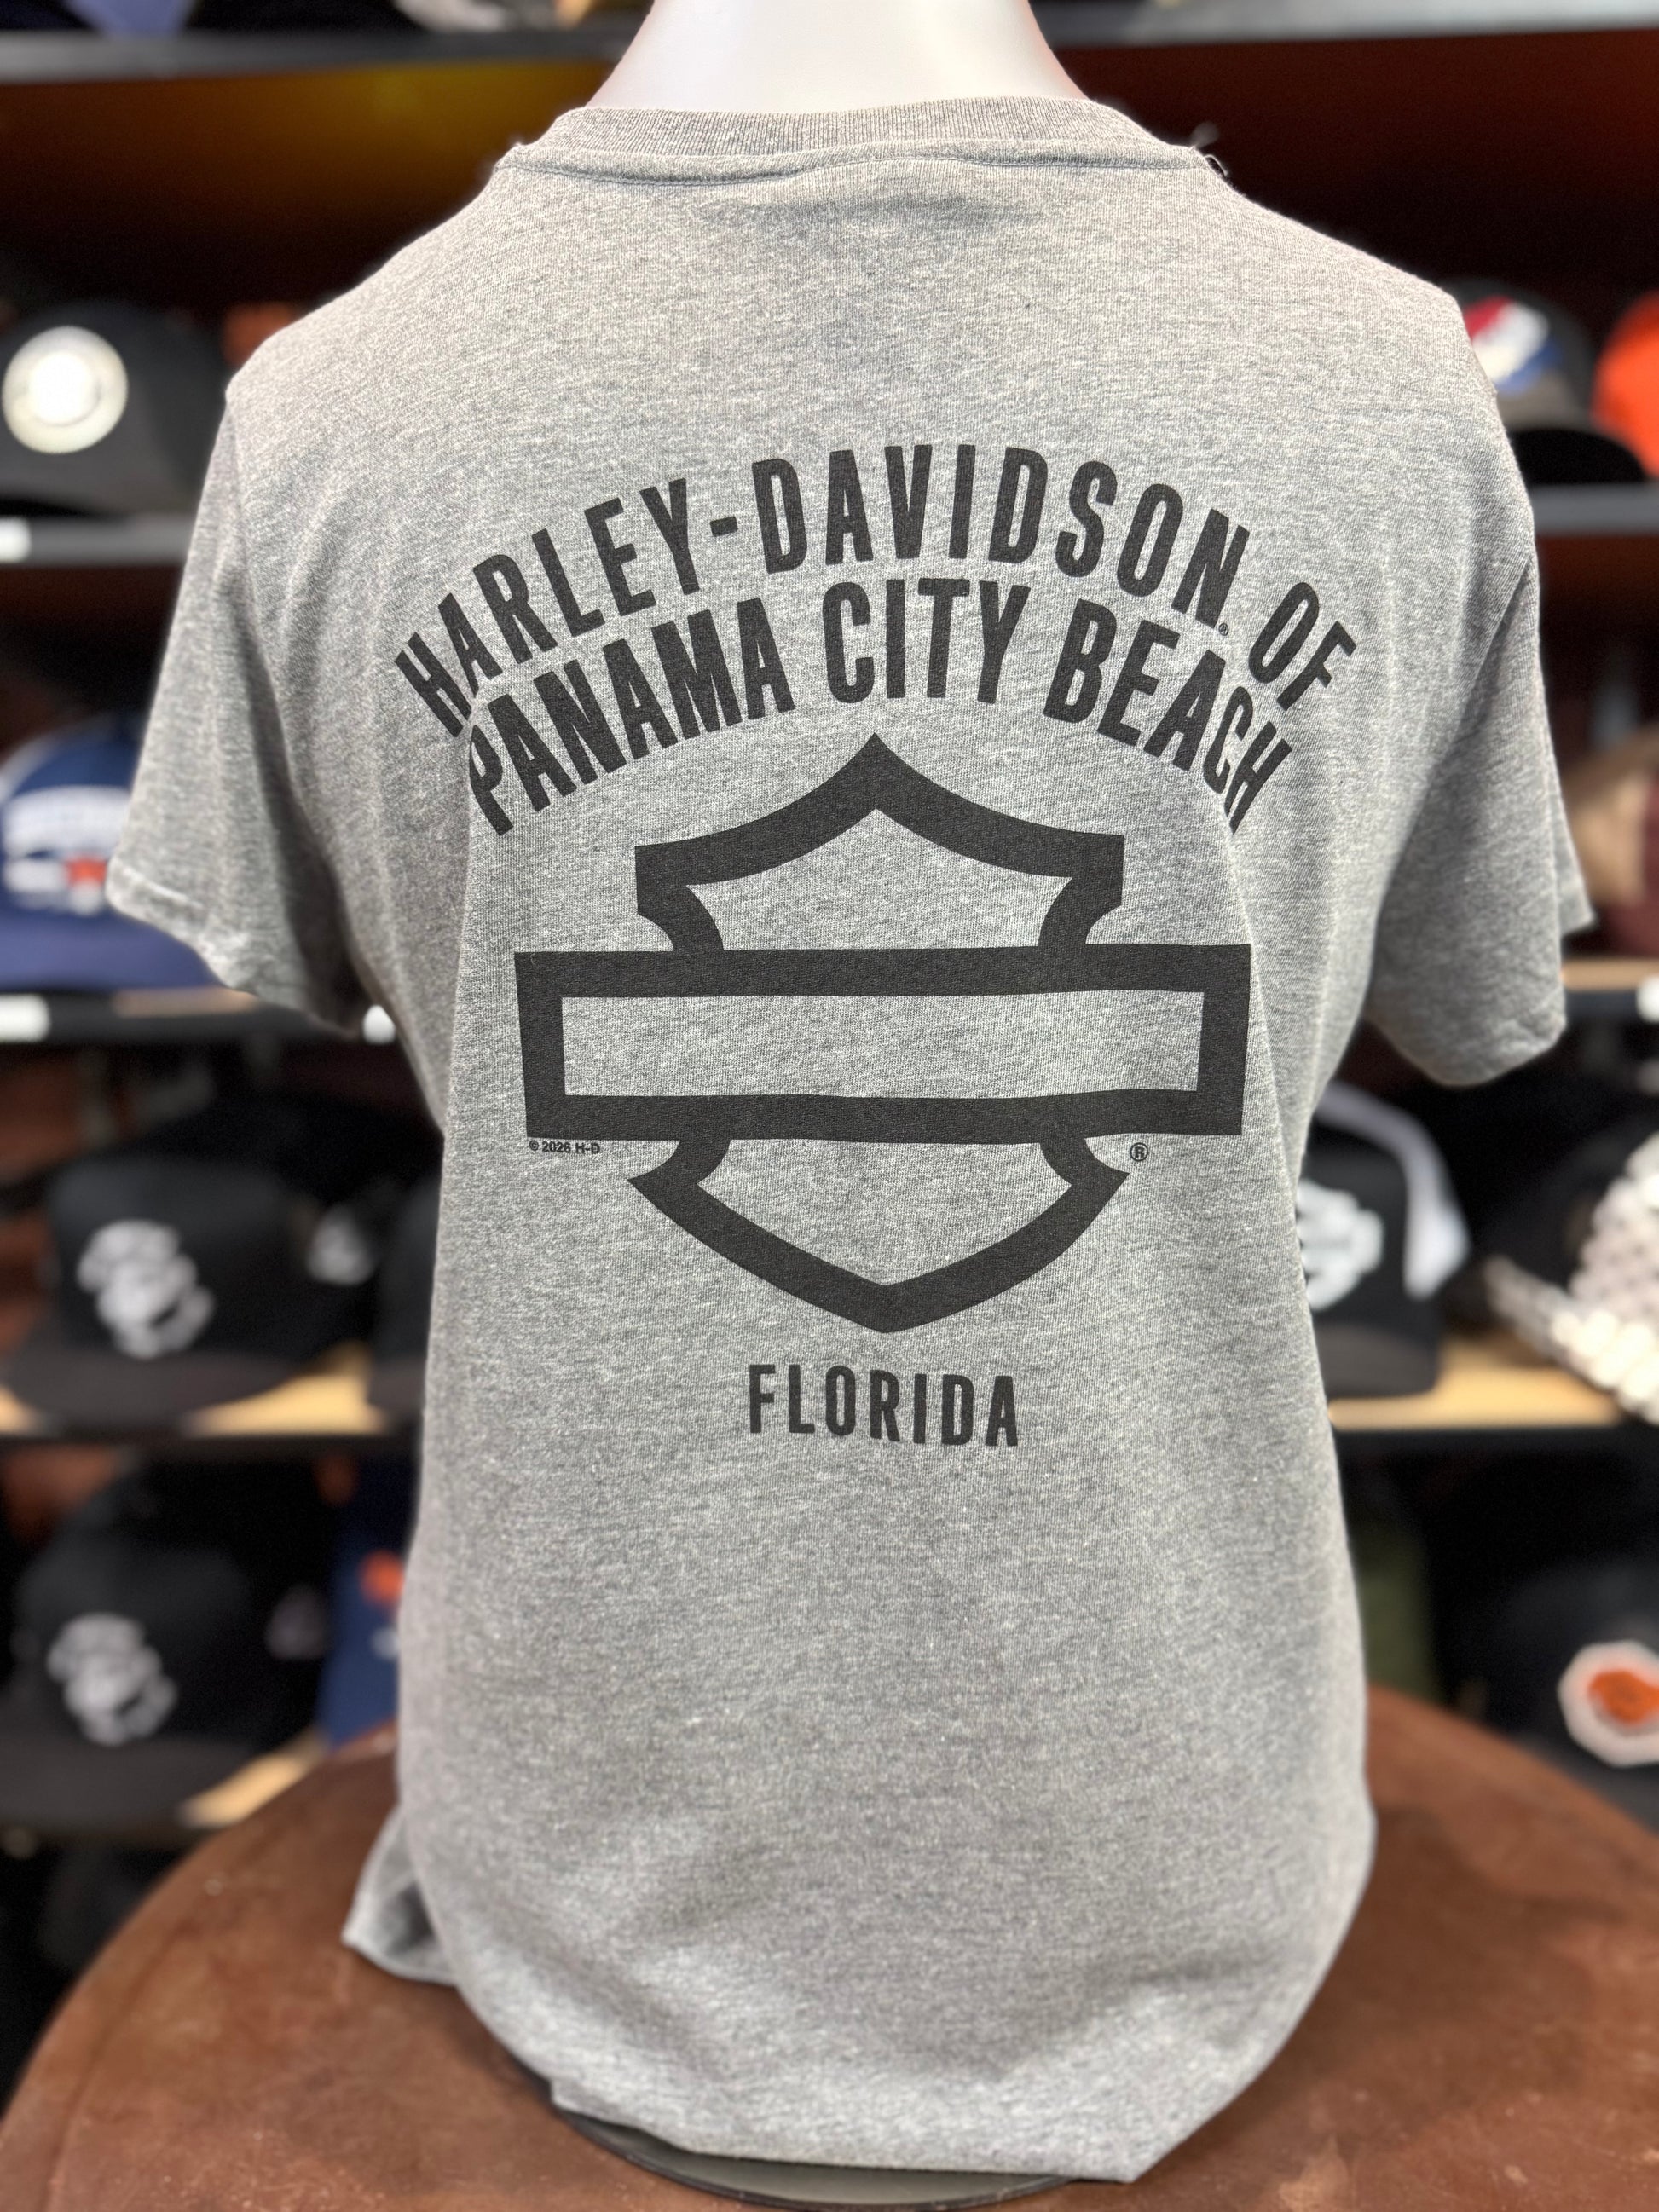 HARLEY-DAVIDSON® OF
PANAMA CITY BEACH
© 2026 H-D
®
FLORIDA